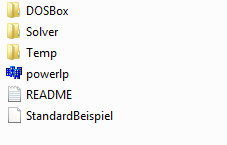 DOSBox
Solver
Temp
powerlp
README
StandardBeispiel